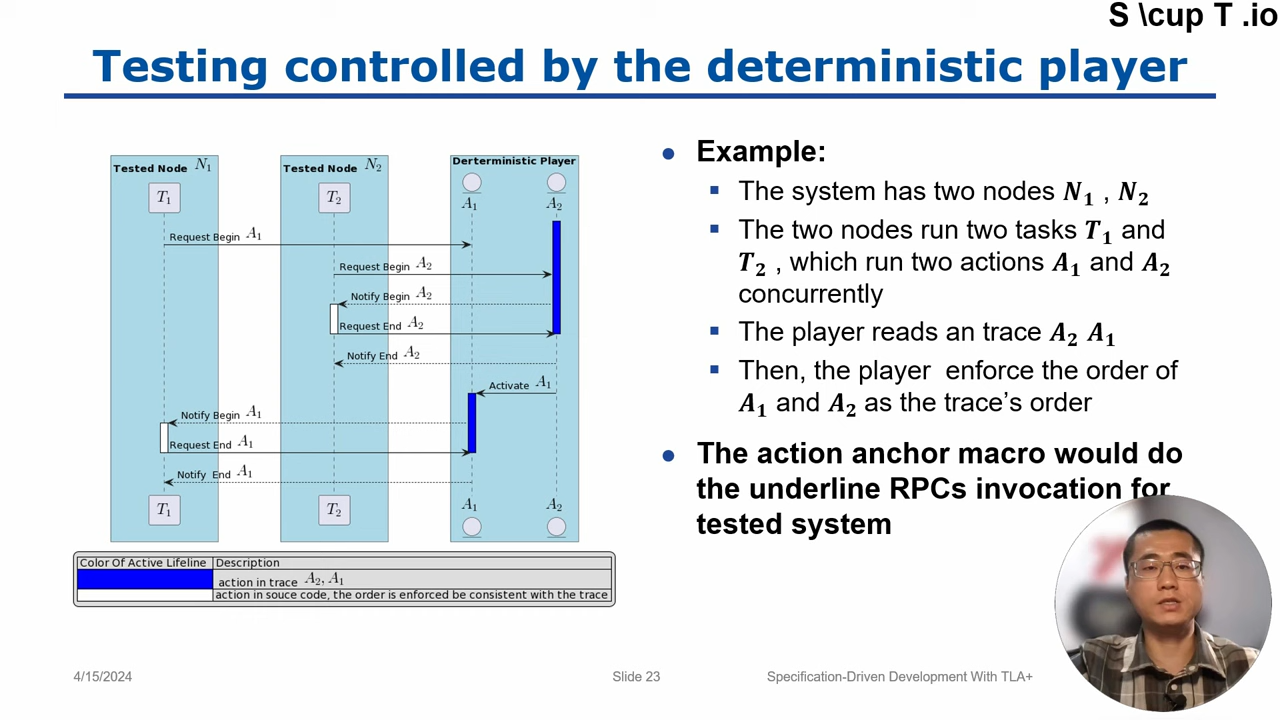 S \cup T .io
Testing controlled by the deterministic player
Tested Node N1
Tested Node N2
Derterministic Player
T1
T2
A1
A2
Request Begin A1
Request Begin A2
Notify Begin A2
Request End A2
Notify End A2
Activate A1
Notify Begin A1
Request End A1
Notify End A1
T1
T2
A1
A2
Color Of Active Lifeline Description
action in trace A2, A1
action in souce code, the order is enforced be consistent with the trace
Example:
The system has two nodes N1 , N2
The two nodes run two tasks T1 and
T2 , which run two actions A1 and A2
concurrently
The player reads an trace A2 A1
Then, the player enforce the order of
A1 and A2 as the trace's order
The action anchor macro would do
the underline RPCs invocation for
tested system
4/15/2024
Slide 23
Specification-Driven Development With TLA+